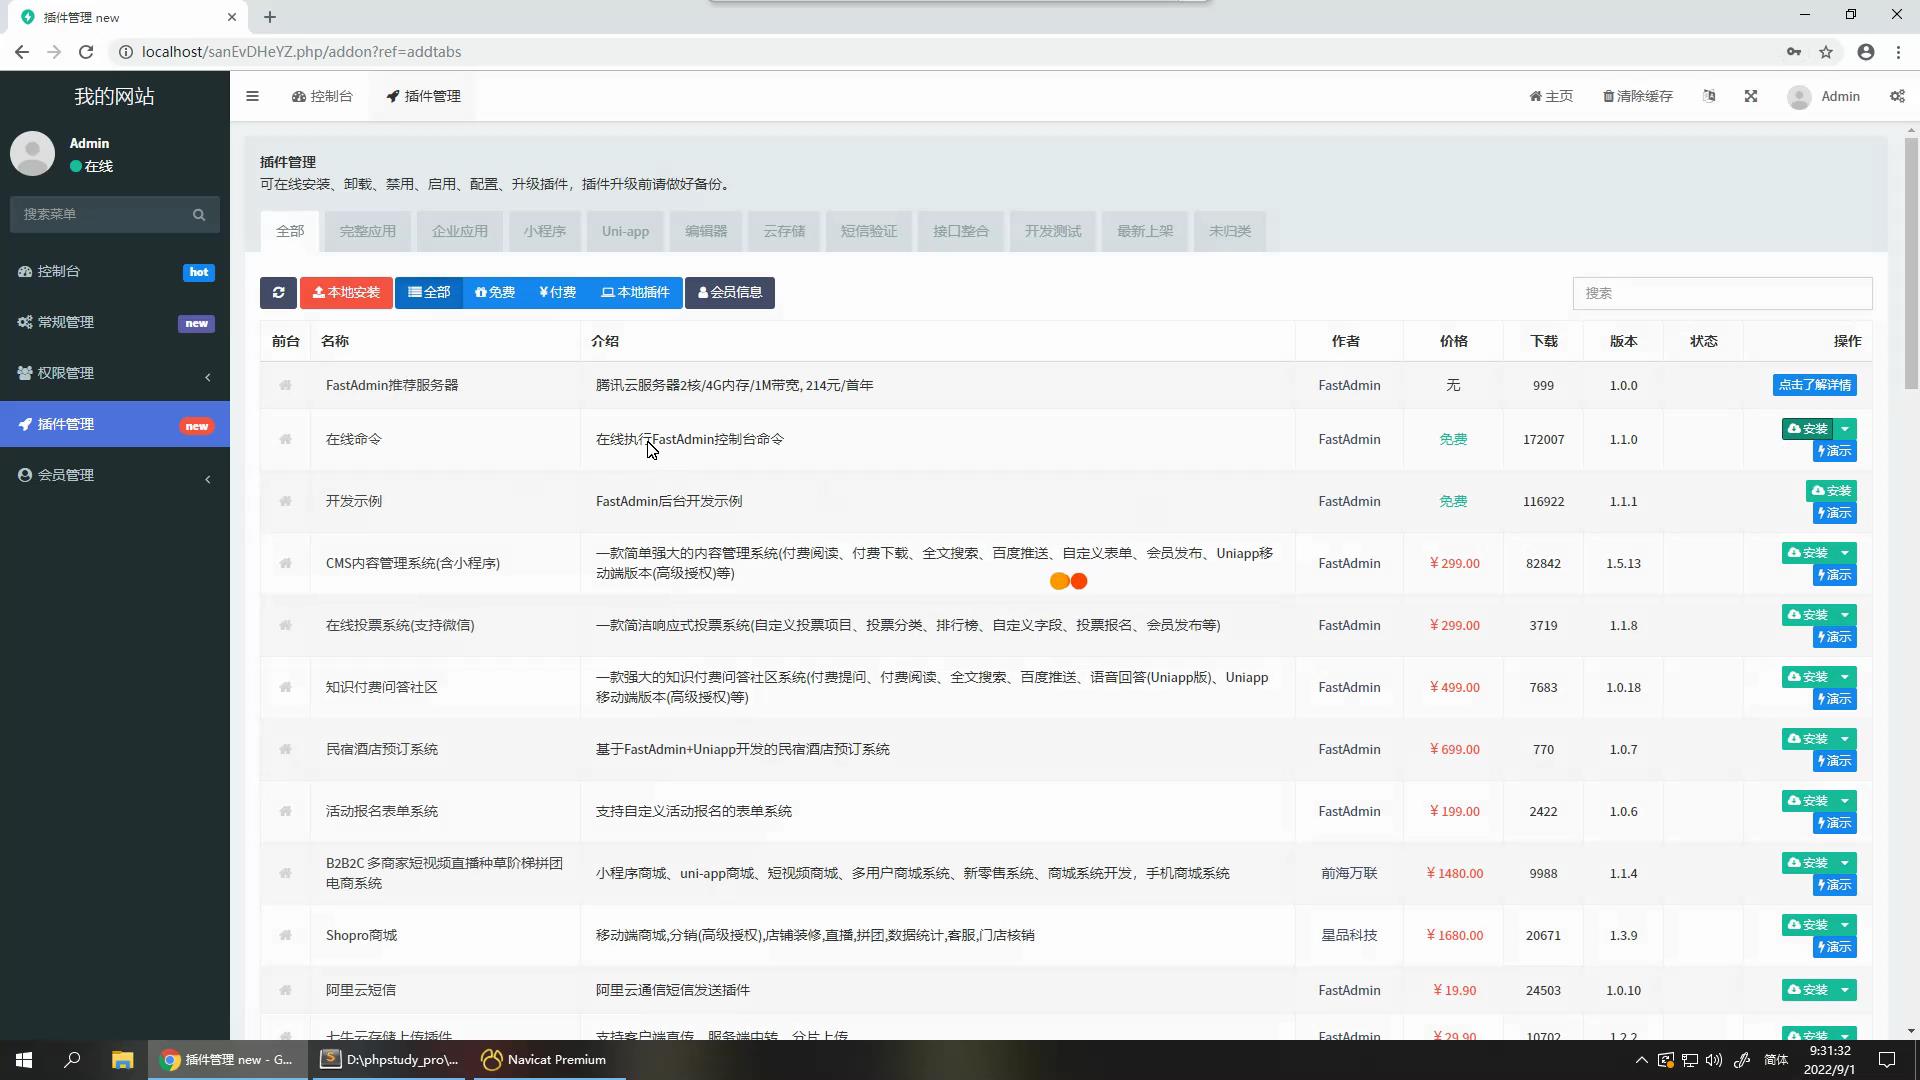 插件管理 new
localhost/sanEvDHeYZ.php/addon?ref=addtabs
我的网站
控制台
插件管理
主页
清除缓存
Admin
Admin
在线
搜索菜单
控制台 hot
常规管理 new
权限管理
插件管理 new
会员管理
插件管理
可在线安装、卸载、禁用、启用、配置、升级插件，插件升级前请做好备份。
全部 完整应用 企业应用 小程序 Uni-app 编辑器 云存储 短信验证 接口整合 开发测试 最新上架 未归类
本地安装 全部 免费 ¥付费 本地插件 会员信息 搜索
前台 名称 介绍 作者 价格 下载 版本 状态 操作
FastAdmin推荐服务器 腾讯云服务器2核/4G内存/1M带宽, 214元/首年 FastAdmin 无 999 1.0.0 点击了解详情
在线命令 在线执行FastAdmin控制台命令 FastAdmin 免费 172007 1.1.0 安装
演示
开发示例 FastAdmin后台开发示例 FastAdmin 免费 116922 1.1.1 安装
演示
CMS内容管理系统(含小程序) 一款简单强大的内容管理系统(付费阅读、付费下载、全文搜索、百度推送、自定义表单、会员发布、Uniapp移
动端版本(高级授权)等) FastAdmin ¥299.00 82842 1.5.13 安装
演示
在线投票系统(支持微信) 一款简洁响应式投票系统(自定义投票项目、投票分类、排行榜、自定义字段、投票报名、会员发布等) FastAdmin ¥299.00 3719 1.1.8 安装
演示
知识付费问答社区 一款强大的知识付费问答社区系统(付费提问、付费阅读、全文搜索、百度推送、语音回答(Uniapp版)、Uniapp
移动端版本(高级授权)等) FastAdmin ¥499.00 7683 1.0.18 安装
演示
民宿酒店预订系统 基于FastAdmin+Uniapp开发的民宿酒店预订系统 FastAdmin ¥699.00 770 1.0.7 安装
演示
活动报名表单系统 支持自定义活动报名的表单系统 FastAdmin ¥199.00 2422 1.0.6 安装
演示
B2B2C 多商家短视频直播种草阶梯拼团
电商系统 小程序商城、uni-app商城、短视频商城、多用户商城系统、新零售系统、商城系统开发，手机商城系统 前海万联 ¥1480.00 9988 1.1.4 安装
演示
Shopro商城 移动端商城,分销(高级授权),店铺装修,直播,拼团,数据统计,客服,门店核销 星品科技 ¥1680.00 20671 1.3.9 安装
演示
阿里云短信 阿里云通信短信发送插件 FastAdmin ¥19.90 24503 1.0.10 安装
七牛云存储上传插件 支持客户端直传、服务端中转、分片上传 FastAdmin ¥29.90 10702 1.2.2 安装
插件管理 new - G...
D:\phpstudy_pro\...
Navicat Premium
简体
9:31:32
2022/9/1